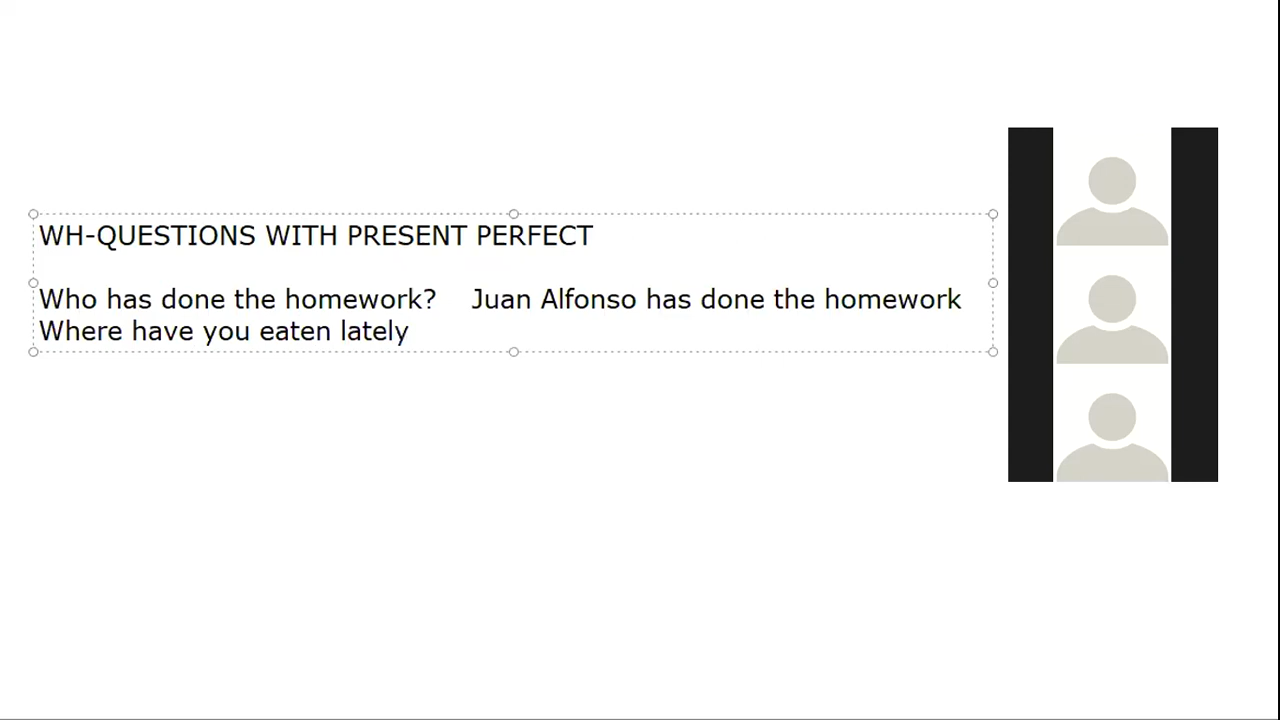 WH-QUESTIONS WITH PRESENT PERFECT
Who has done the homework? Juan Alfonso has done the homework
Where have you eaten lately